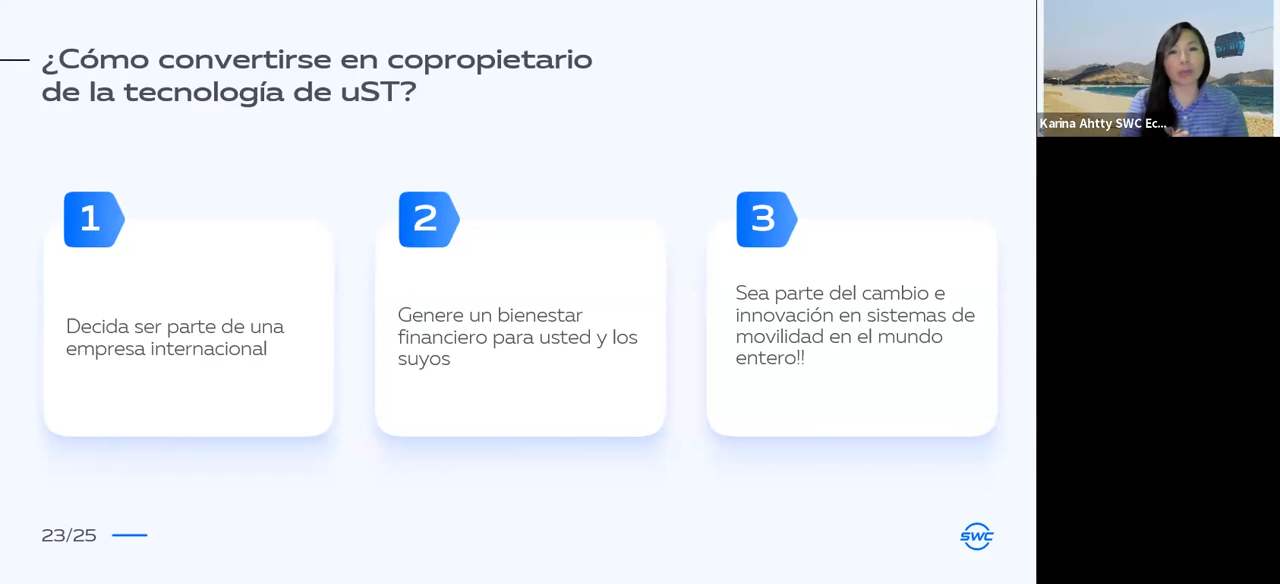 ¿Cómo convertirse en copropietario
de la tecnología de uST?
Karina Ahtty SWC Ec...
1
Decida ser parte de una
empresa internacional
2
Genere un bienestar
financiero para usted y los
suyos
3
Sea parte del cambio e
innovación en sistemas de
movilidad en el mundo
entero!!
23/25
SWC